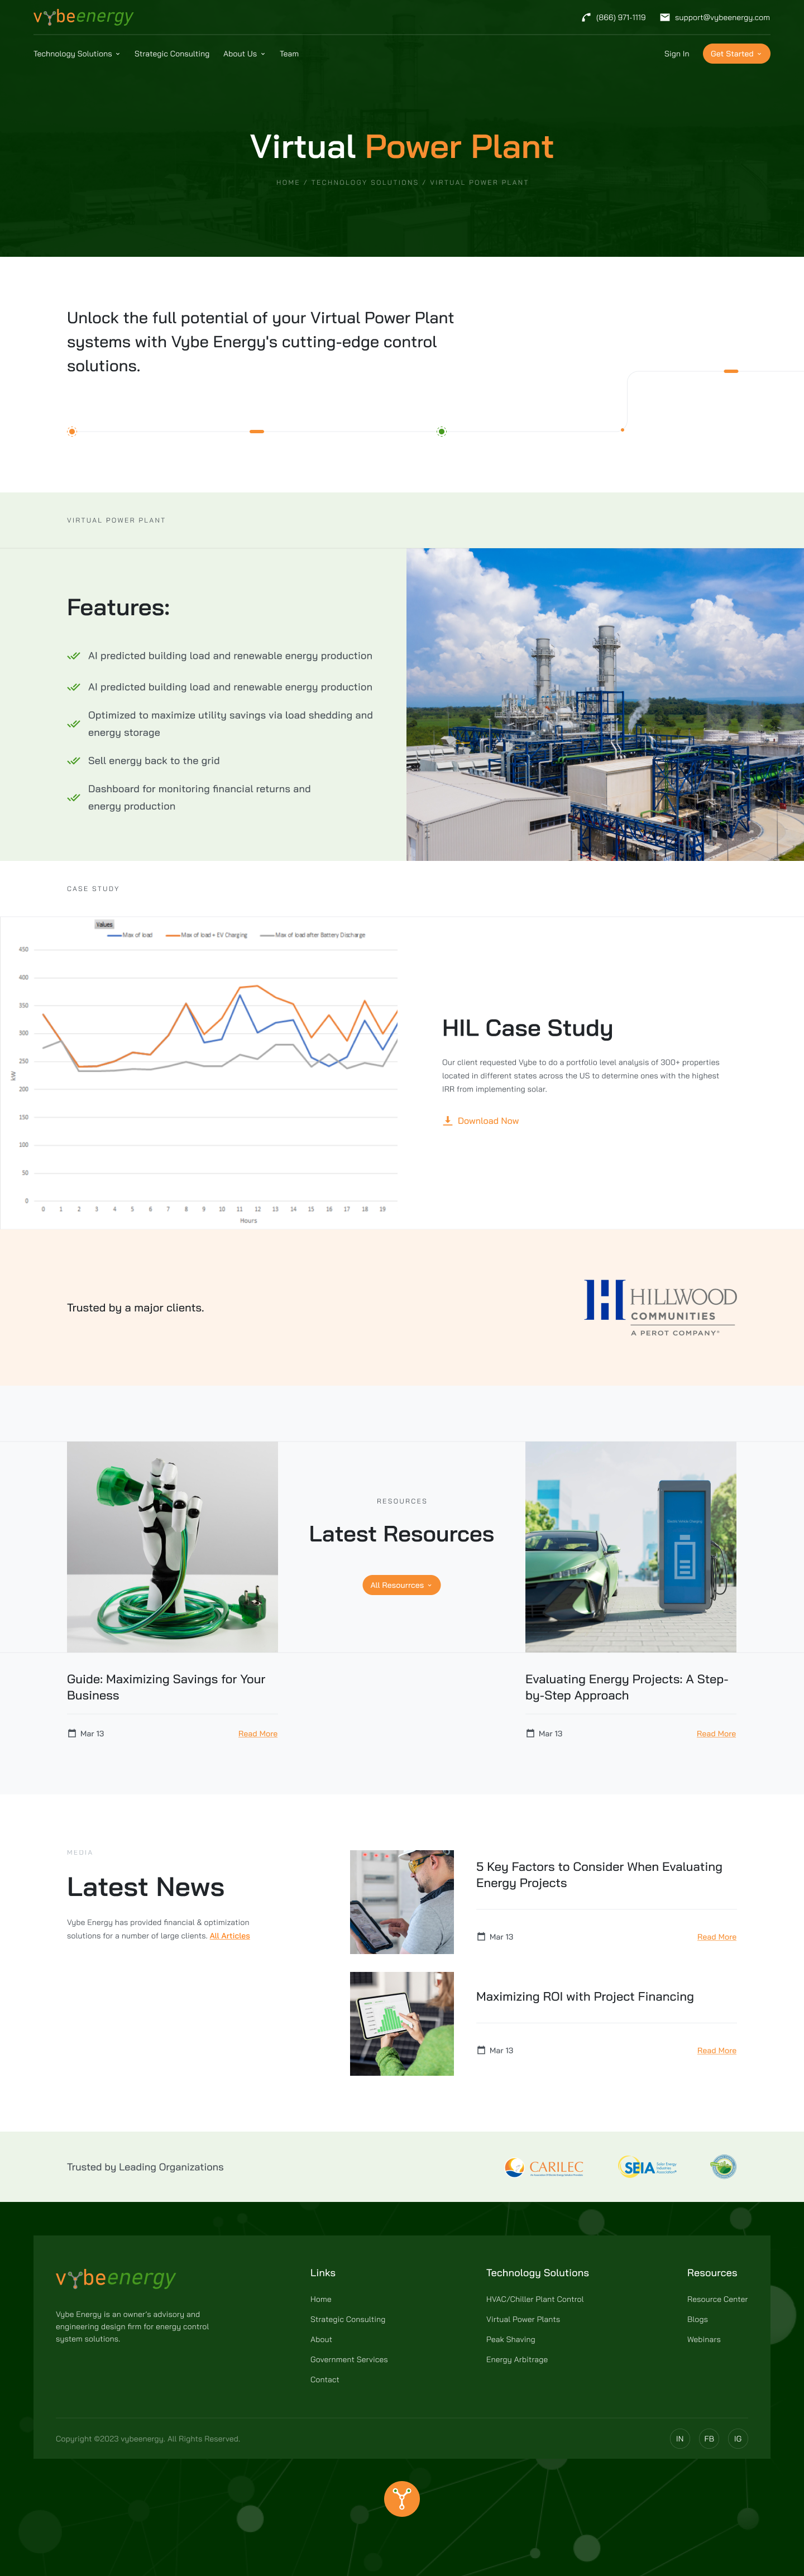 vybeenergy
(866) 971-1119
support@vybeenergy.com
Technology Solutions
Strategic Consulting
About Us
Team
Sign In
Get Started
Virtual Power Plant
HOME / TECHNOLOGY SOLUTIONS / VIRTUAL POWER PLANT
Unlock the full potential of your Virtual Power Plant
systems with Vybe Energy's cutting-edge control
solutions.
VIRTUAL POWER PLANT
Features:
AI predicted building load and renewable energy production
AI predicted building load and renewable energy production
Optimized to maximize utility savings via load shedding and
energy storage
Sell energy back to the grid
Dashboard for monitoring financial returns and
energy production
CASE STUDY
Values
Max of load
Max of load + EV Charging
Max of load after Battery Discharge
450
400
350
300
250
200
150
100
50
0
kW
0 1 2 3 4 5 6 7 8 9 10 11 12 13 14 15 16 17 18 19
Hours
HIL Case Study
Our client requested Vybe to do a portfolio level analysis of 300+ properties
located in different states across the US to determine ones with the highest
IRR from implementing solar.
Download Now
Trusted by a major clients.
HILLWOOD
COMMUNITIES
A PEROT COMPANY®
RESOURCES
Latest Resources
All Resourrces
Guide: Maximizing Savings for Your
Business
Mar 13
Read More
Evaluating Energy Projects: A Step-
by-Step Approach
Mar 13
Read More
MEDIA
Latest News
Vybe Energy has provided financial & optimization
solutions for a number of large clients. All Articles
5 Key Factors to Consider When Evaluating
Energy Projects
Mar 13
Read More
Maximizing ROI with Project Financing
Mar 13
Read More
Trusted by Leading Organizations
CARILEC
SEIA
Solar Energy
Industries
Association®
vybeenergy
Vybe Energy is an owner's advisory and
engineering design firm for energy control
system solutions.
Links
Home
Strategic Consulting
About
Government Services
Contact
Technology Solutions
HVAC/Chiller Plant Control
Virtual Power Plants
Peak Shaving
Energy Arbitrage
Resources
Resource Center
Blogs
Webinars
Copyright ©2023 vybeenergy. All Rights Reserved.
IN
FB
IG